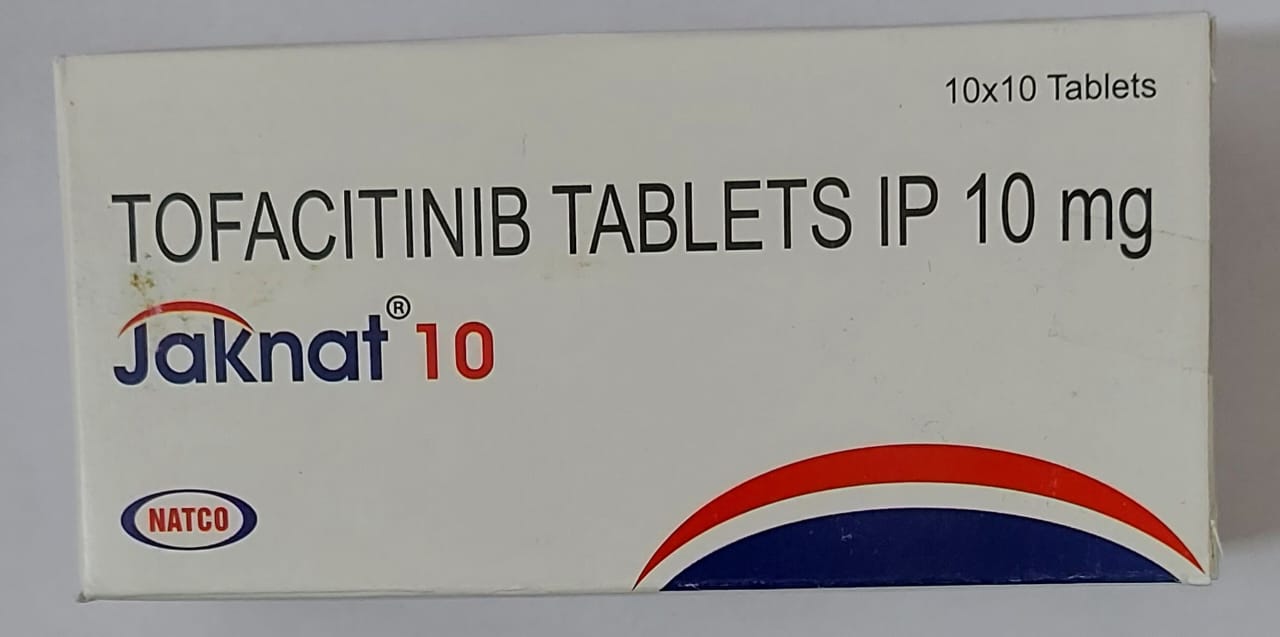 10x10 Tablets
TOFACITINIB TABLETS IP 10 mg
Jaknat® 10
NATCO